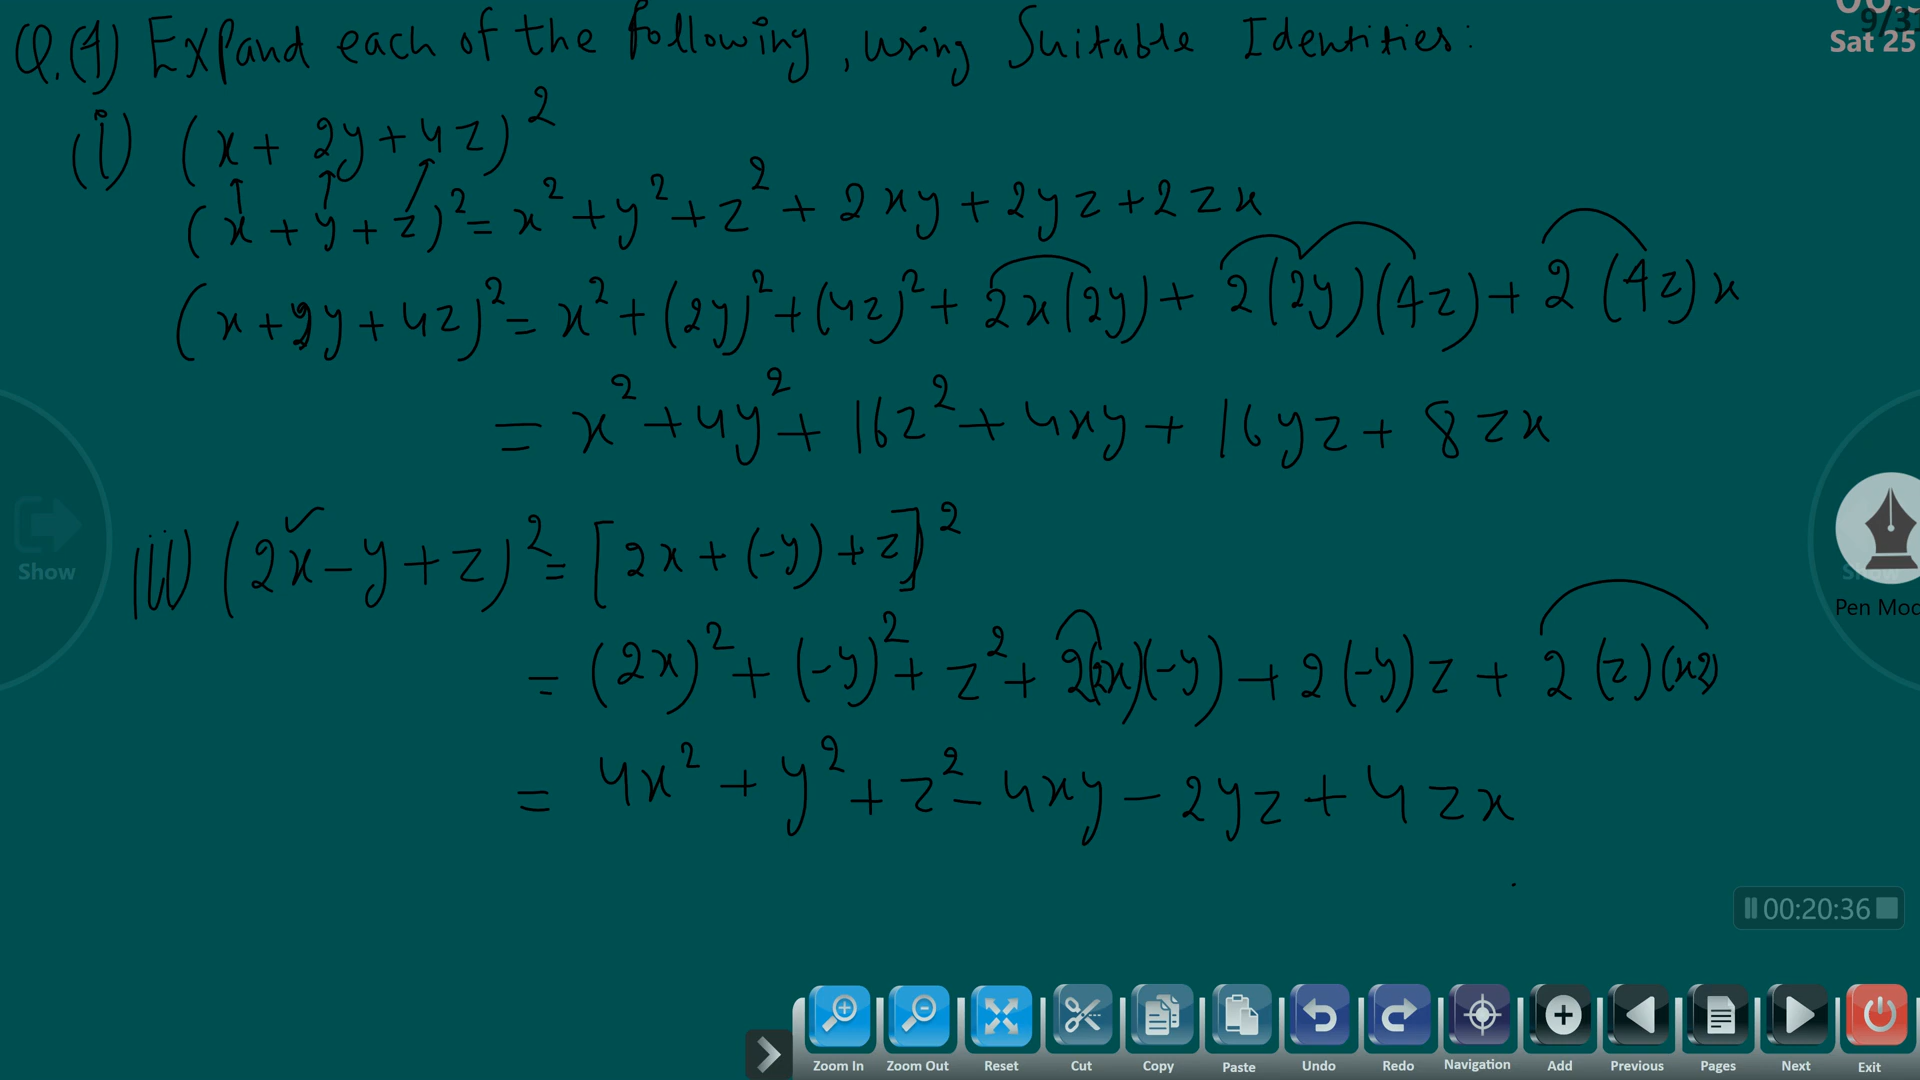 Q.(4) Expand each of the following, using Suitable Identities:
9/3
Sat 25
(i) (x + 2y + 4z)²
(x + y + z)² = x² + y² + z² + 2xy + 2yz + 2zx
(x + 2y + 4z)² = x² + (2y)² + (4z)² + 2x(2y) + 2(2y)(4z) + 2(4z)x
= x² + 4y² + 16z² + 4xy + 16yz + 8zx
(ii) (2x - y + z)² = [2x + (-y) + z]²
= (2x)² + (-y)² + z² + 2(2x)(-y) + 2(-y)z + 2(z)(x2)
= 4x² + y² + z² - 4xy - 2yz + 4zx
Show
Pen Mod
00:20:36
Zoom In Zoom Out Reset Cut Copy Paste Undo Redo Navigation Add Previous Pages Next Exit